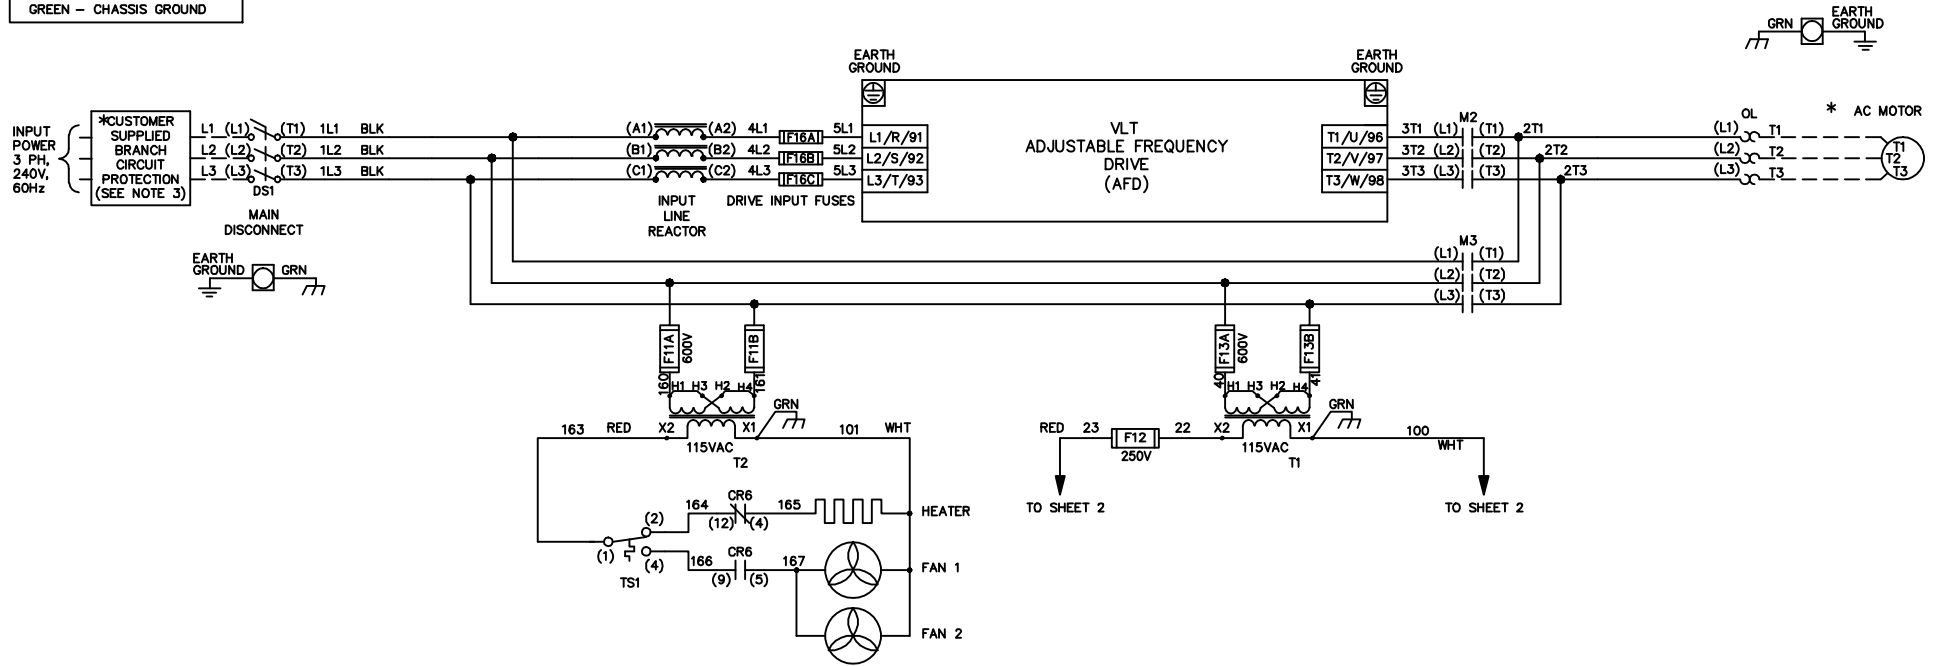 GREEN – CHASSIS GROUND
GRN
EARTH
GROUND
INPUT
POWER
3 PH,
240V,
60Hz
*CUSTOMER
SUPPLIED
BRANCH
CIRCUIT
PROTECTION
(SEE NOTE 3)
L1 (L1) (T1) 1L1 BLK
L2 (L2) (T2) 1L2 BLK
L3 (L3) (T3) 1L3 BLK
DS1
MAIN
DISCONNECT
EARTH
GROUND
GRN
(A1) (A2) 4L1 F16A 5L1
(B1) (B2) 4L2 F16B 5L2
(C1) (C2) 4L3 F16C 5L3
INPUT
LINE
REACTOR
DRIVE INPUT FUSES
EARTH
GROUND
EARTH
GROUND
L1/R/91
L2/S/92
L3/T/93
VLT
ADJUSTABLE FREQUENCY
DRIVE
(AFD)
T1/U/96
T2/V/97
T3/W/98
M2
3T1 (L1) (T1) 2T1
3T2 (L2) (T2) 2T2
3T3 (L3) (T3) 2T3
OL
(L1) T1
(L2) T2
(L3) T3
* AC MOTOR
T1
T2
T3
M3
(L1) (T1)
(L2) (T2)
(L3) (T3)
F11A
600V
F11B
160
161
H1 H3 H2 H4
GRN
163 RED X2 X1 101 WHT
115VAC
T2
F13A
600V
F13B
40
41
H1 H3 H2 H4
GRN
RED 23 F12 22 X2 X1 100
WHT
250V
115VAC
T1
TO SHEET 2
TO SHEET 2
CR6
164 165
(12) (4)
HEATER
(2)
(1)
(4)
TS1
CR6
166 167
(9) (5)
FAN 1
FAN 2